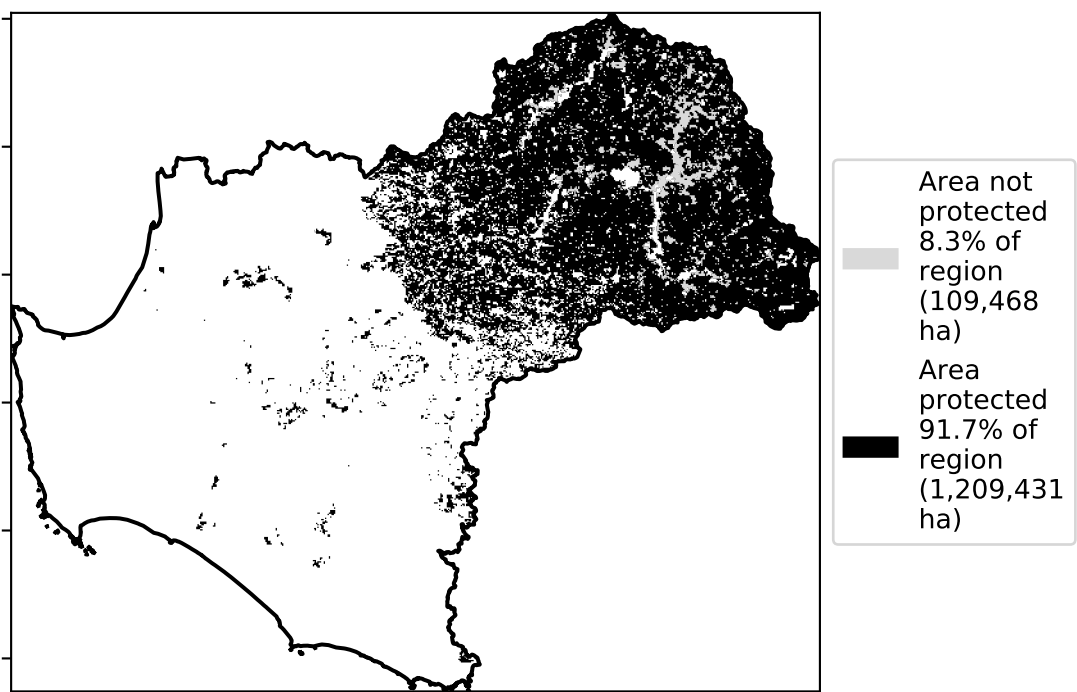 Area not
protected
8.3% of
region
(109,468
ha)
Area
protected
91.7% of
region
(1,209,431
ha)